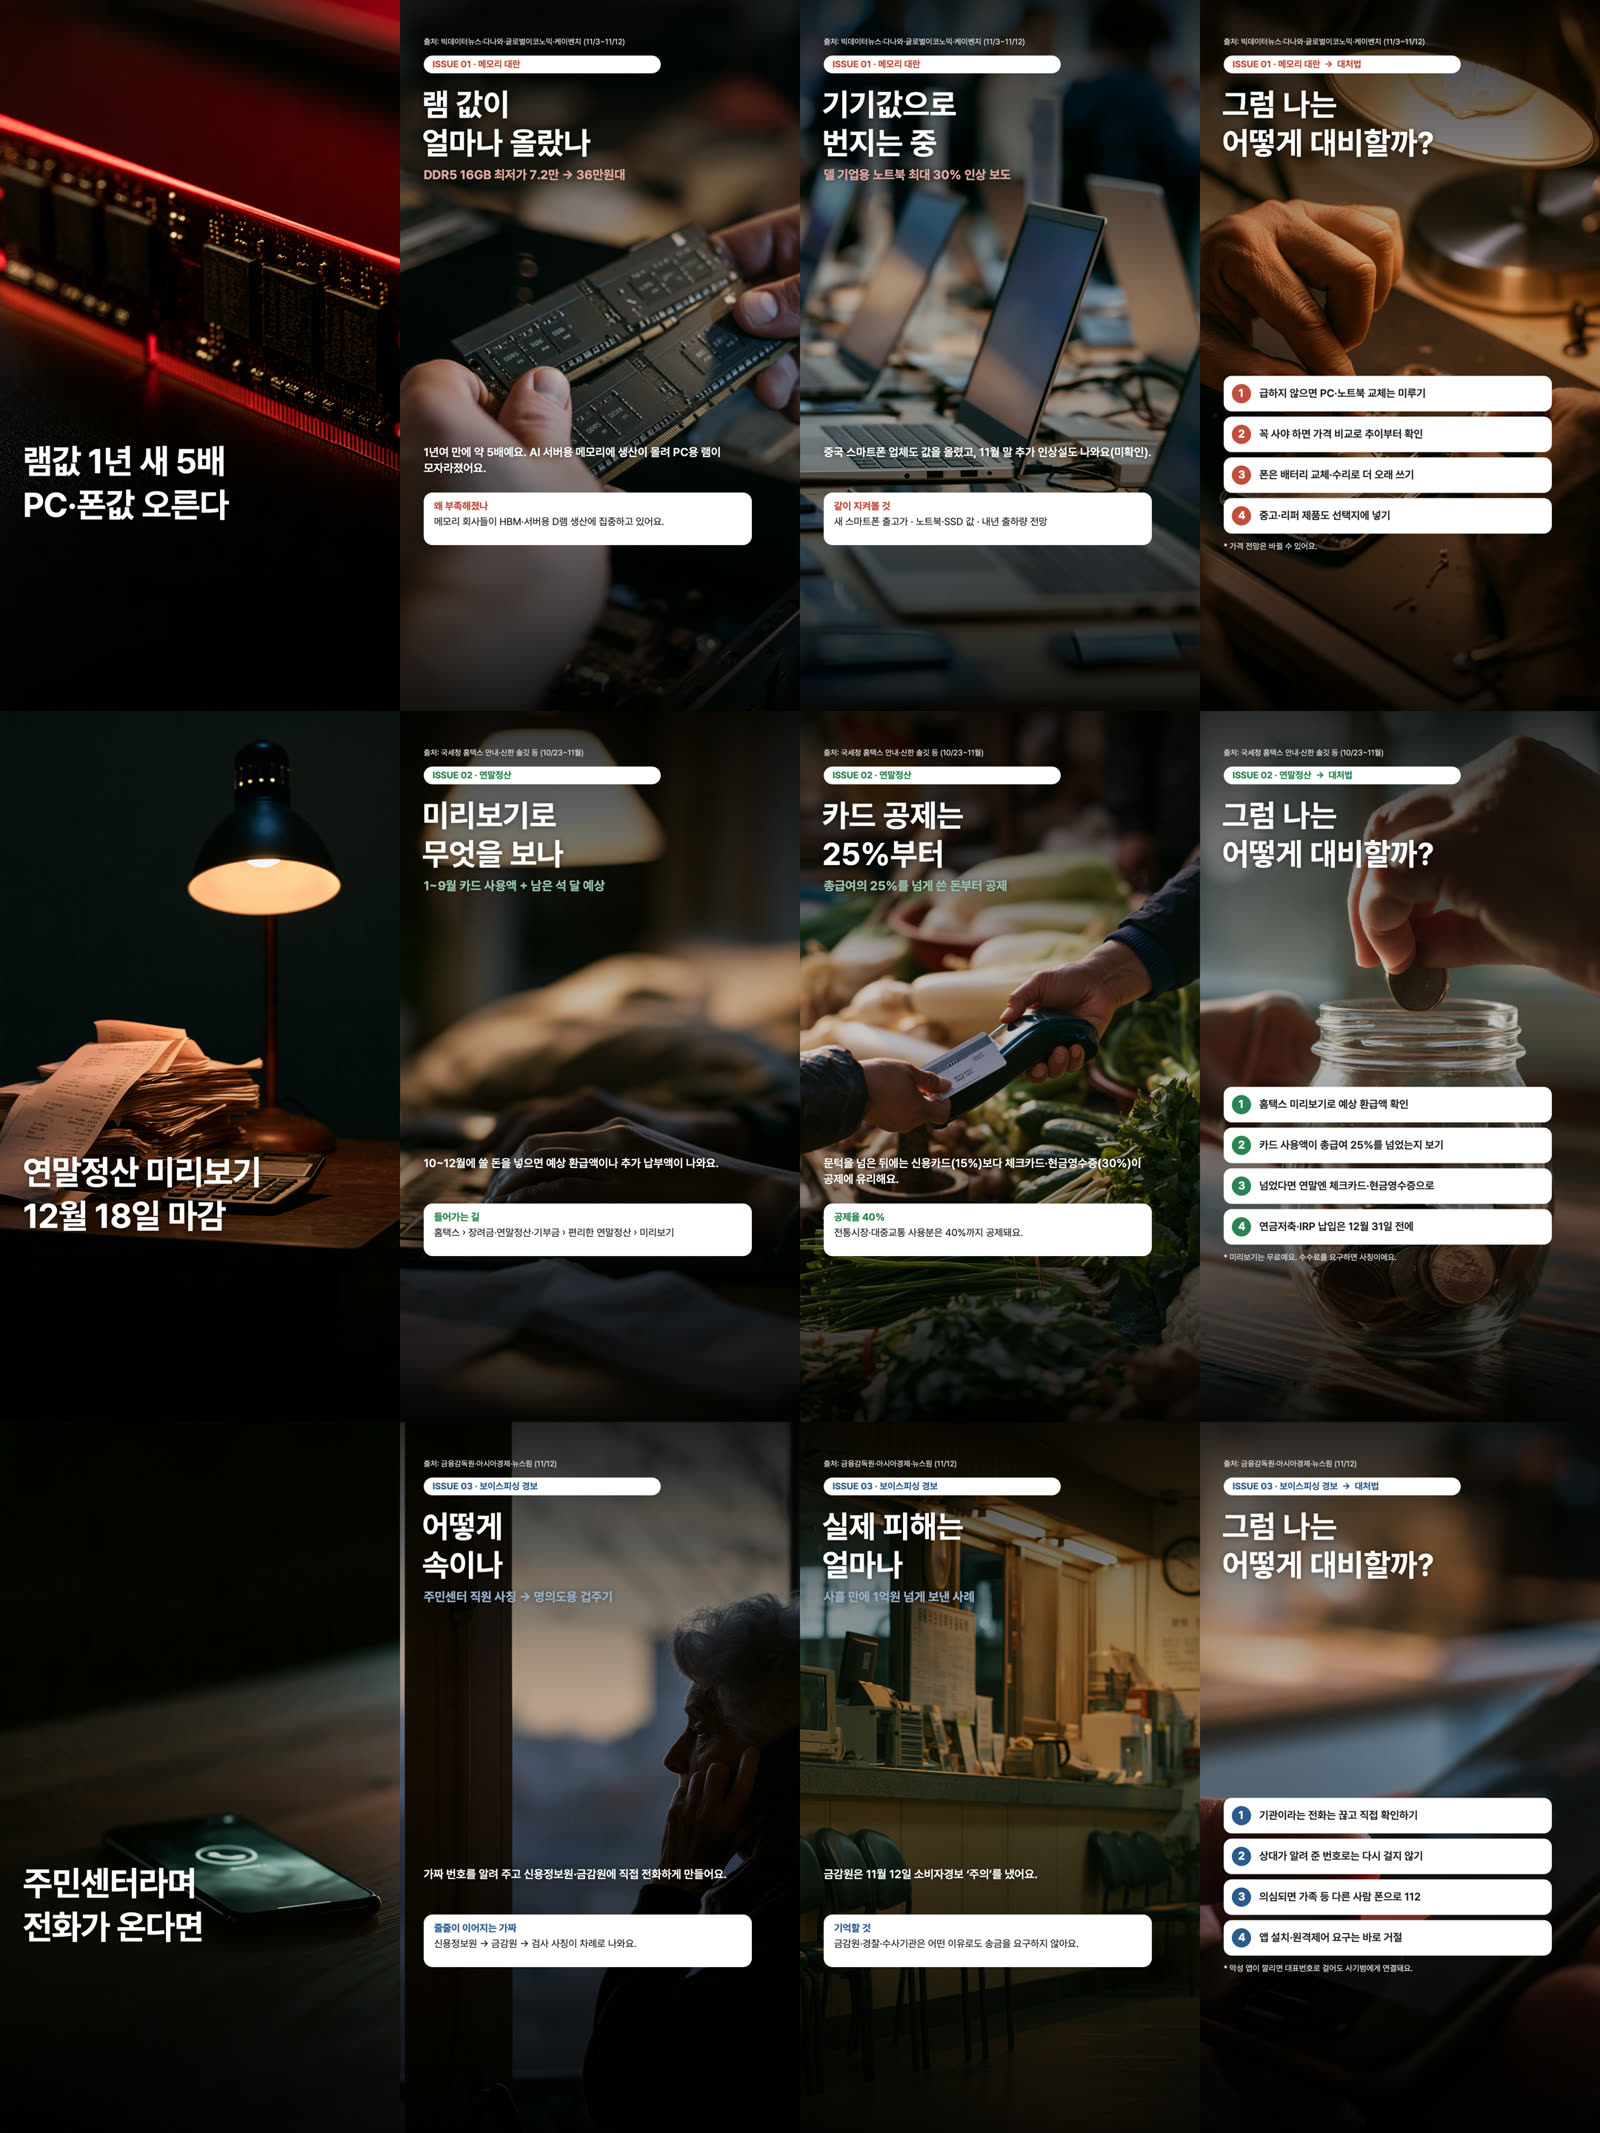 램값 1년 새 5배
PC·폰값 오른다
출처: 빅데이터뉴스·다나와·글로벌이코노믹·케이벤치 (11/3~11/12)
ISSUE 01 · 메모리 대란
램 값이
얼마나 올랐나
DDR5 16GB 최저가 7.2만 → 36만원대
1년여 만에 약 5배예요. AI 서버용 메모리에 생산이 몰려 PC용 램이
모자라졌어요.
왜 부족해졌나
메모리 회사들이 HBM·서버용 D램 생산에 집중하고 있어요.
출처: 빅데이터뉴스·다나와·글로벌이코노믹·케이벤치 (11/3~11/12)
ISSUE 01 · 메모리 대란
기기값으로
번지는 중
델 기업용 노트북 최대 30% 인상 보도
중국 스마트폰 업체도 값을 올렸고, 11월 말 추가 인상설도 나와요(미확인).
같이 지켜볼 것
새 스마트폰 출고가 · 노트북·SSD 값 · 내년 출하량 전망
출처: 빅데이터뉴스·다나와·글로벌이코노믹·케이벤치 (11/3~11/12)
ISSUE 01 · 메모리 대란 → 대처법
그럼 나는
어떻게 대비할까?
1 급하지 않으면 PC·노트북 교체는 미루기
2 꼭 사야 하면 가격 비교로 추이부터 확인
3 폰은 배터리 교체·수리로 더 오래 쓰기
4 중고·리퍼 제품도 선택지에 넣기
* 가격 전망은 바뀔 수 있어요.
연말정산 미리보기
12월 18일 마감
출처: 국세청 홈택스 안내·신한 솔깃 등 (10/23~11월)
ISSUE 02 · 연말정산
미리보기로
무엇을 보나
1~9월 카드 사용액 + 남은 석 달 예상
10~12월에 쓸 돈을 넣으면 예상 환급액이나 추가 납부액이 나와요.
들어가는 길
홈택스 › 장려금·연말정산·기부금 › 편리한 연말정산 › 미리보기
출처: 국세청 홈택스 안내·신한 솔깃 등 (10/23~11월)
ISSUE 02 · 연말정산
카드 공제는
25%부터
총급여의 25%를 넘게 쓴 돈부터 공제
문턱을 넘은 뒤에는 신용카드(15%)보다 체크카드·현금영수증(30%)이
공제에 유리해요.
공제율 40%
전통시장·대중교통 사용분은 40%까지 공제돼요.
출처: 국세청 홈택스 안내·신한 솔깃 등 (10/23~11월)
ISSUE 02 · 연말정산 → 대처법
그럼 나는
어떻게 대비할까?
1 홈택스 미리보기로 예상 환급액 확인
2 카드 사용액이 총급여 25%를 넘었는지 보기
3 넘었다면 연말엔 체크카드·현금영수증으로
4 연금저축·IRP 납입은 12월 31일 전에
* 미리보기는 무료예요. 수수료를 요구하면 사칭이에요.
주민센터라며
전화가 온다면
출처: 금융감독원·아시아경제·뉴스핌 (11/12)
ISSUE 03 · 보이스피싱 경보
어떻게
속이나
주민센터 직원 사칭 → 명의도용 겁주기
가짜 번호를 알려 주고 신용정보원·금감원에 직접 전화하게 만들어요.
줄줄이 이어지는 가짜
신용정보원 → 금감원 → 검사 사칭이 차례로 나와요.
출처: 금융감독원·아시아경제·뉴스핌 (11/12)
ISSUE 03 · 보이스피싱 경보
실제 피해는
얼마나
사흘 만에 1억원 넘게 보낸 사례
금감원은 11월 12일 소비자경보 ‘주의’를 냈어요.
기억할 것
금감원·경찰·수사기관은 어떤 이유로도 송금을 요구하지 않아요.
출처: 금융감독원·아시아경제·뉴스핌 (11/12)
ISSUE 03 · 보이스피싱 경보 → 대처법
그럼 나는
어떻게 대비할까?
1 기관이라는 전화는 끊고 직접 확인하기
2 상대가 알려 준 번호로는 다시 걸지 않기
3 의심되면 가족 등 다른 사람 폰으로 112
4 앱 설치·원격제어 요구는 바로 거절
* 악성 앱이 깔리면 대표번호로 걸어도 사기범에게 연결돼요.